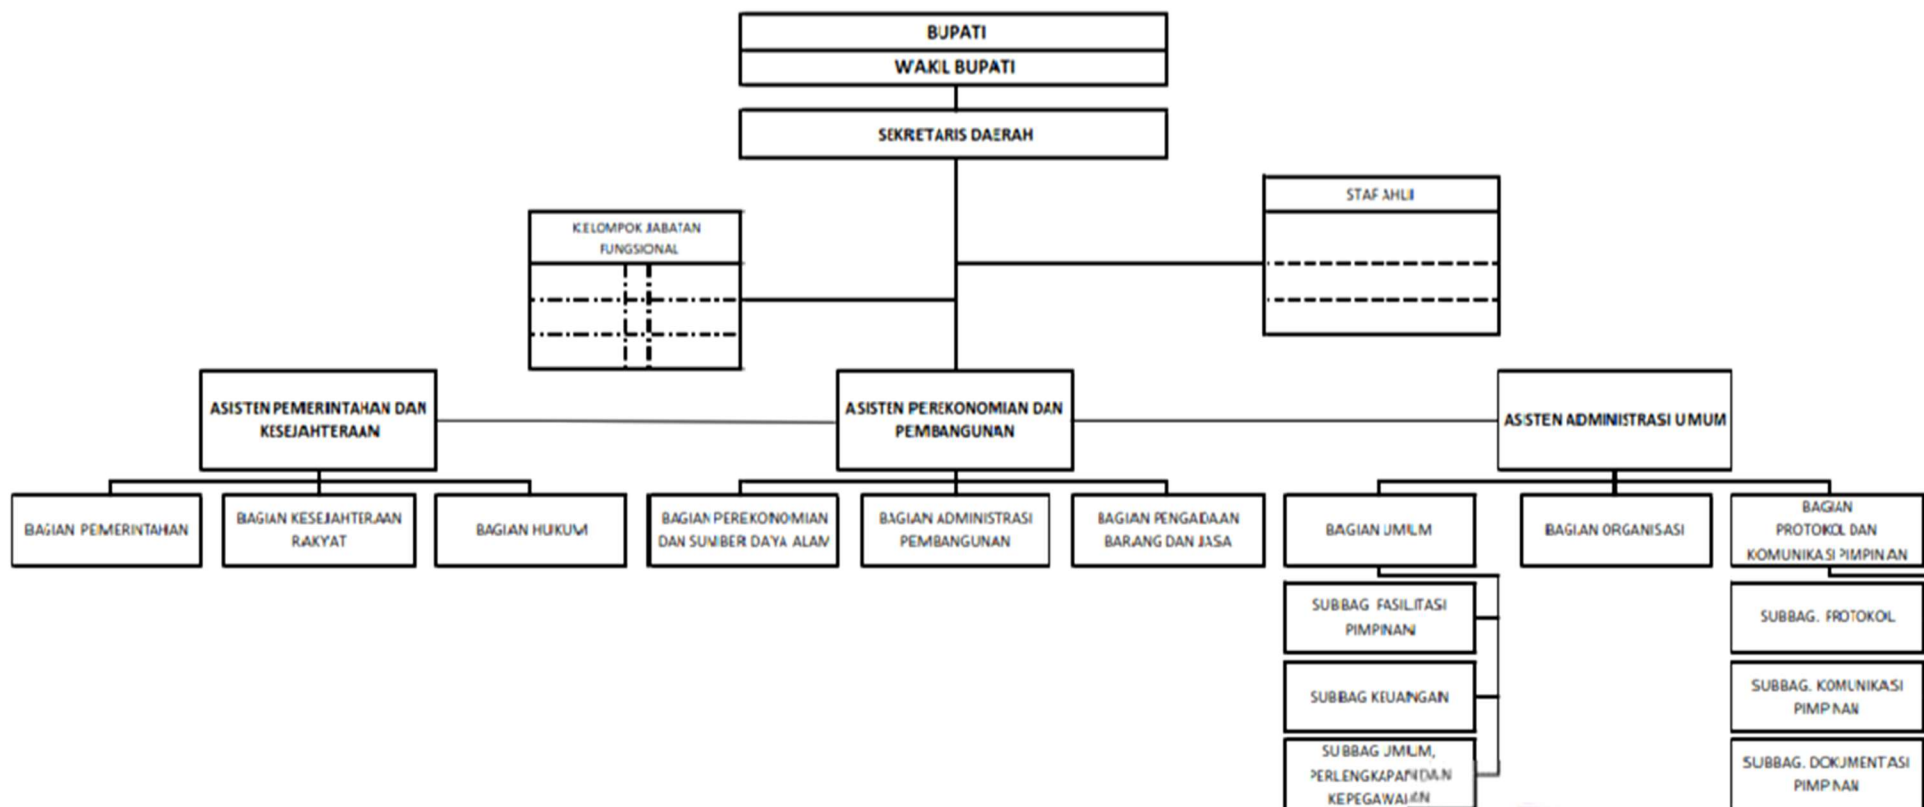 BUPATI
WAKIL BUPATI
SEKRETARIS DAERAH
STAF AHLI
KELOMPOK JABATAN
FUNGSIONAL
ASISTEN PEMERINTAHAN DAN
KESEJAHTERAAN
ASISTEN PEREKONOMIAN DAN
PEMBANGUNAN
ASISTEN ADMINISTRASI UMUM
BAGIAN PEMERINTAHAN
BAGIAN KESEJAHTERAAN
RAKYAT
BAGIAN HUKUM
BAGIAN PEREKONOMIAN
DAN SUMBER DAYA ALAM
BAGIAN ADMINISTRASI
PEMBANGUNAN
BAGIAN PENGADAAN
BARANG DAN JASA
BAGIAN UMUM
BAGIAN ORGANISASI
BAGIAN
PROTOKOL DAN
KOMUNIKASI PIMPINAN
SUBBAG FASILITASI
PIMPINAN
SUBBAG KEUANGAN
SUBBAG UMUM,
PERLENGKAPAN DAN
KEPEGAWAIAN
SUBBAG. PROTOKOL
SUBBAG. KOMUNIKASI
PIMPINAN
SUBBAG. DOKUMENTASI
PIMPINAN